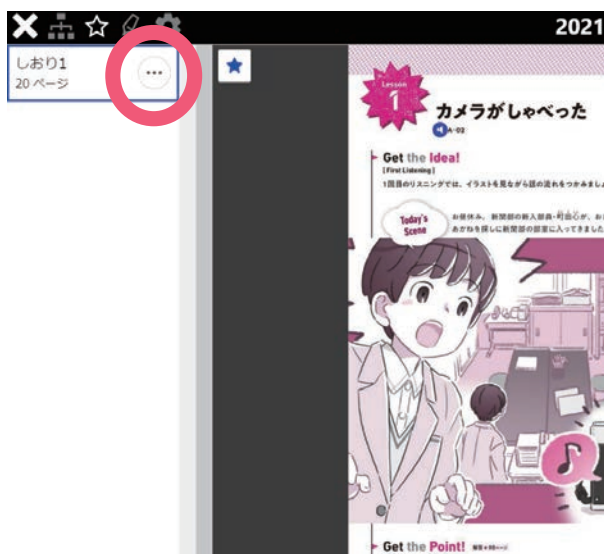 2021
しおり1
20 ページ
Lesson
1
カメラがしゃべった
A-02
Get the Idea!
[First Listening]
1回目のリスニングでは、イラストを見ながら話の流れをつかみましょ
Today's
Scene
お昼休み、新聞部の新入部員・町田心が、お
あかねを探しに新聞部の部室に入ってきました
Get the Point!